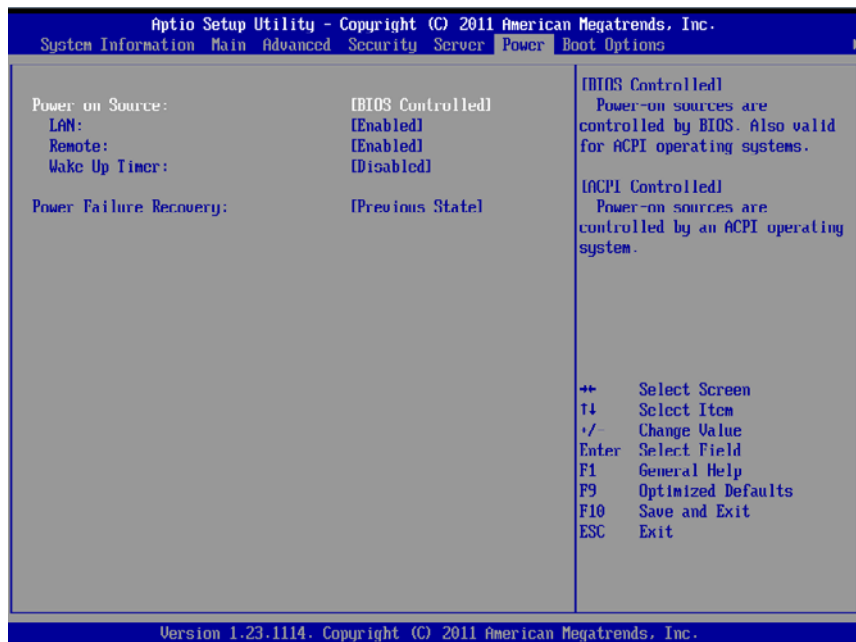 Aptio Setup Utility - Copyright (C) 2011 American Megatrends, Inc.
System Information Main Advanced Security Server Power Boot Options
Power on Source: [BIOS Controlled]
LAN: [Enabled]
Remote: [Enabled]
Wake Up Timer: [Disabled]
Power Failure Recovery: [Previous State]
[BIOS Controlled]
Power-on sources are
controlled by BIOS. Also valid
for ACPI operating systems.
[ACPI Controlled]
Power-on sources are
controlled by an ACPI operating
system.
→← Select Screen
↑↓ Select Item
+/- Change Value
Enter Select Field
F1 General Help
F9 Optimized Defaults
F10 Save and Exit
ESC Exit
Version 1.23.1114. Copyright (C) 2011 American Megatrends, Inc.